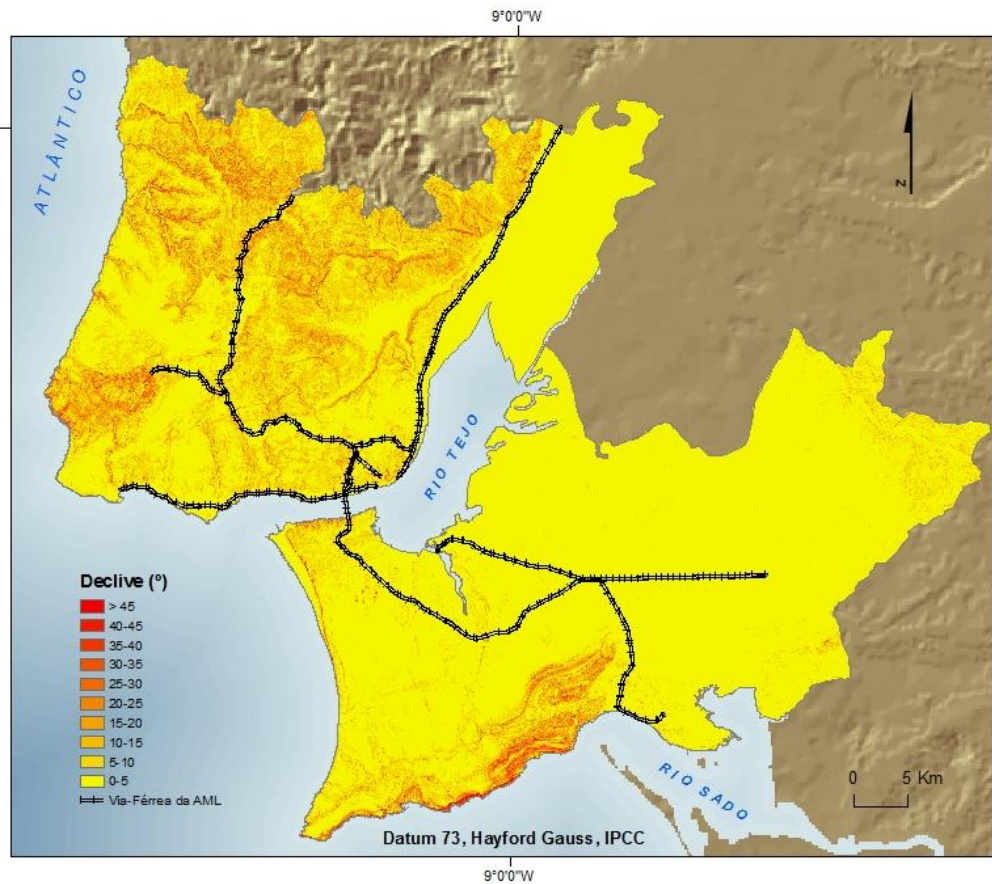 9°0'0"W
ATLÂNTICO
z
RIO TEJO
Declive (º)
> 45
40-45
35-40
30-35
25-30
20-25
15-20
10-15
5-10
0-5
Via-Férrea da AML
0 5 Km
RIO SADO
Datum 73, Hayford Gauss, IPCC
9°0'0"W